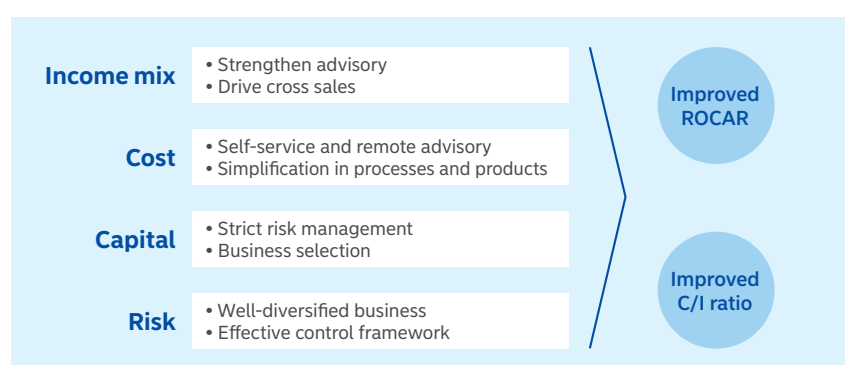 Income mix
• Strengthen advisory
• Drive cross sales
Cost
• Self-service and remote advisory
• Simplification in processes and products
Capital
• Strict risk management
• Business selection
Risk
• Well-diversified business
• Effective control framework
Improved
ROCAR
Improved
C/I ratio